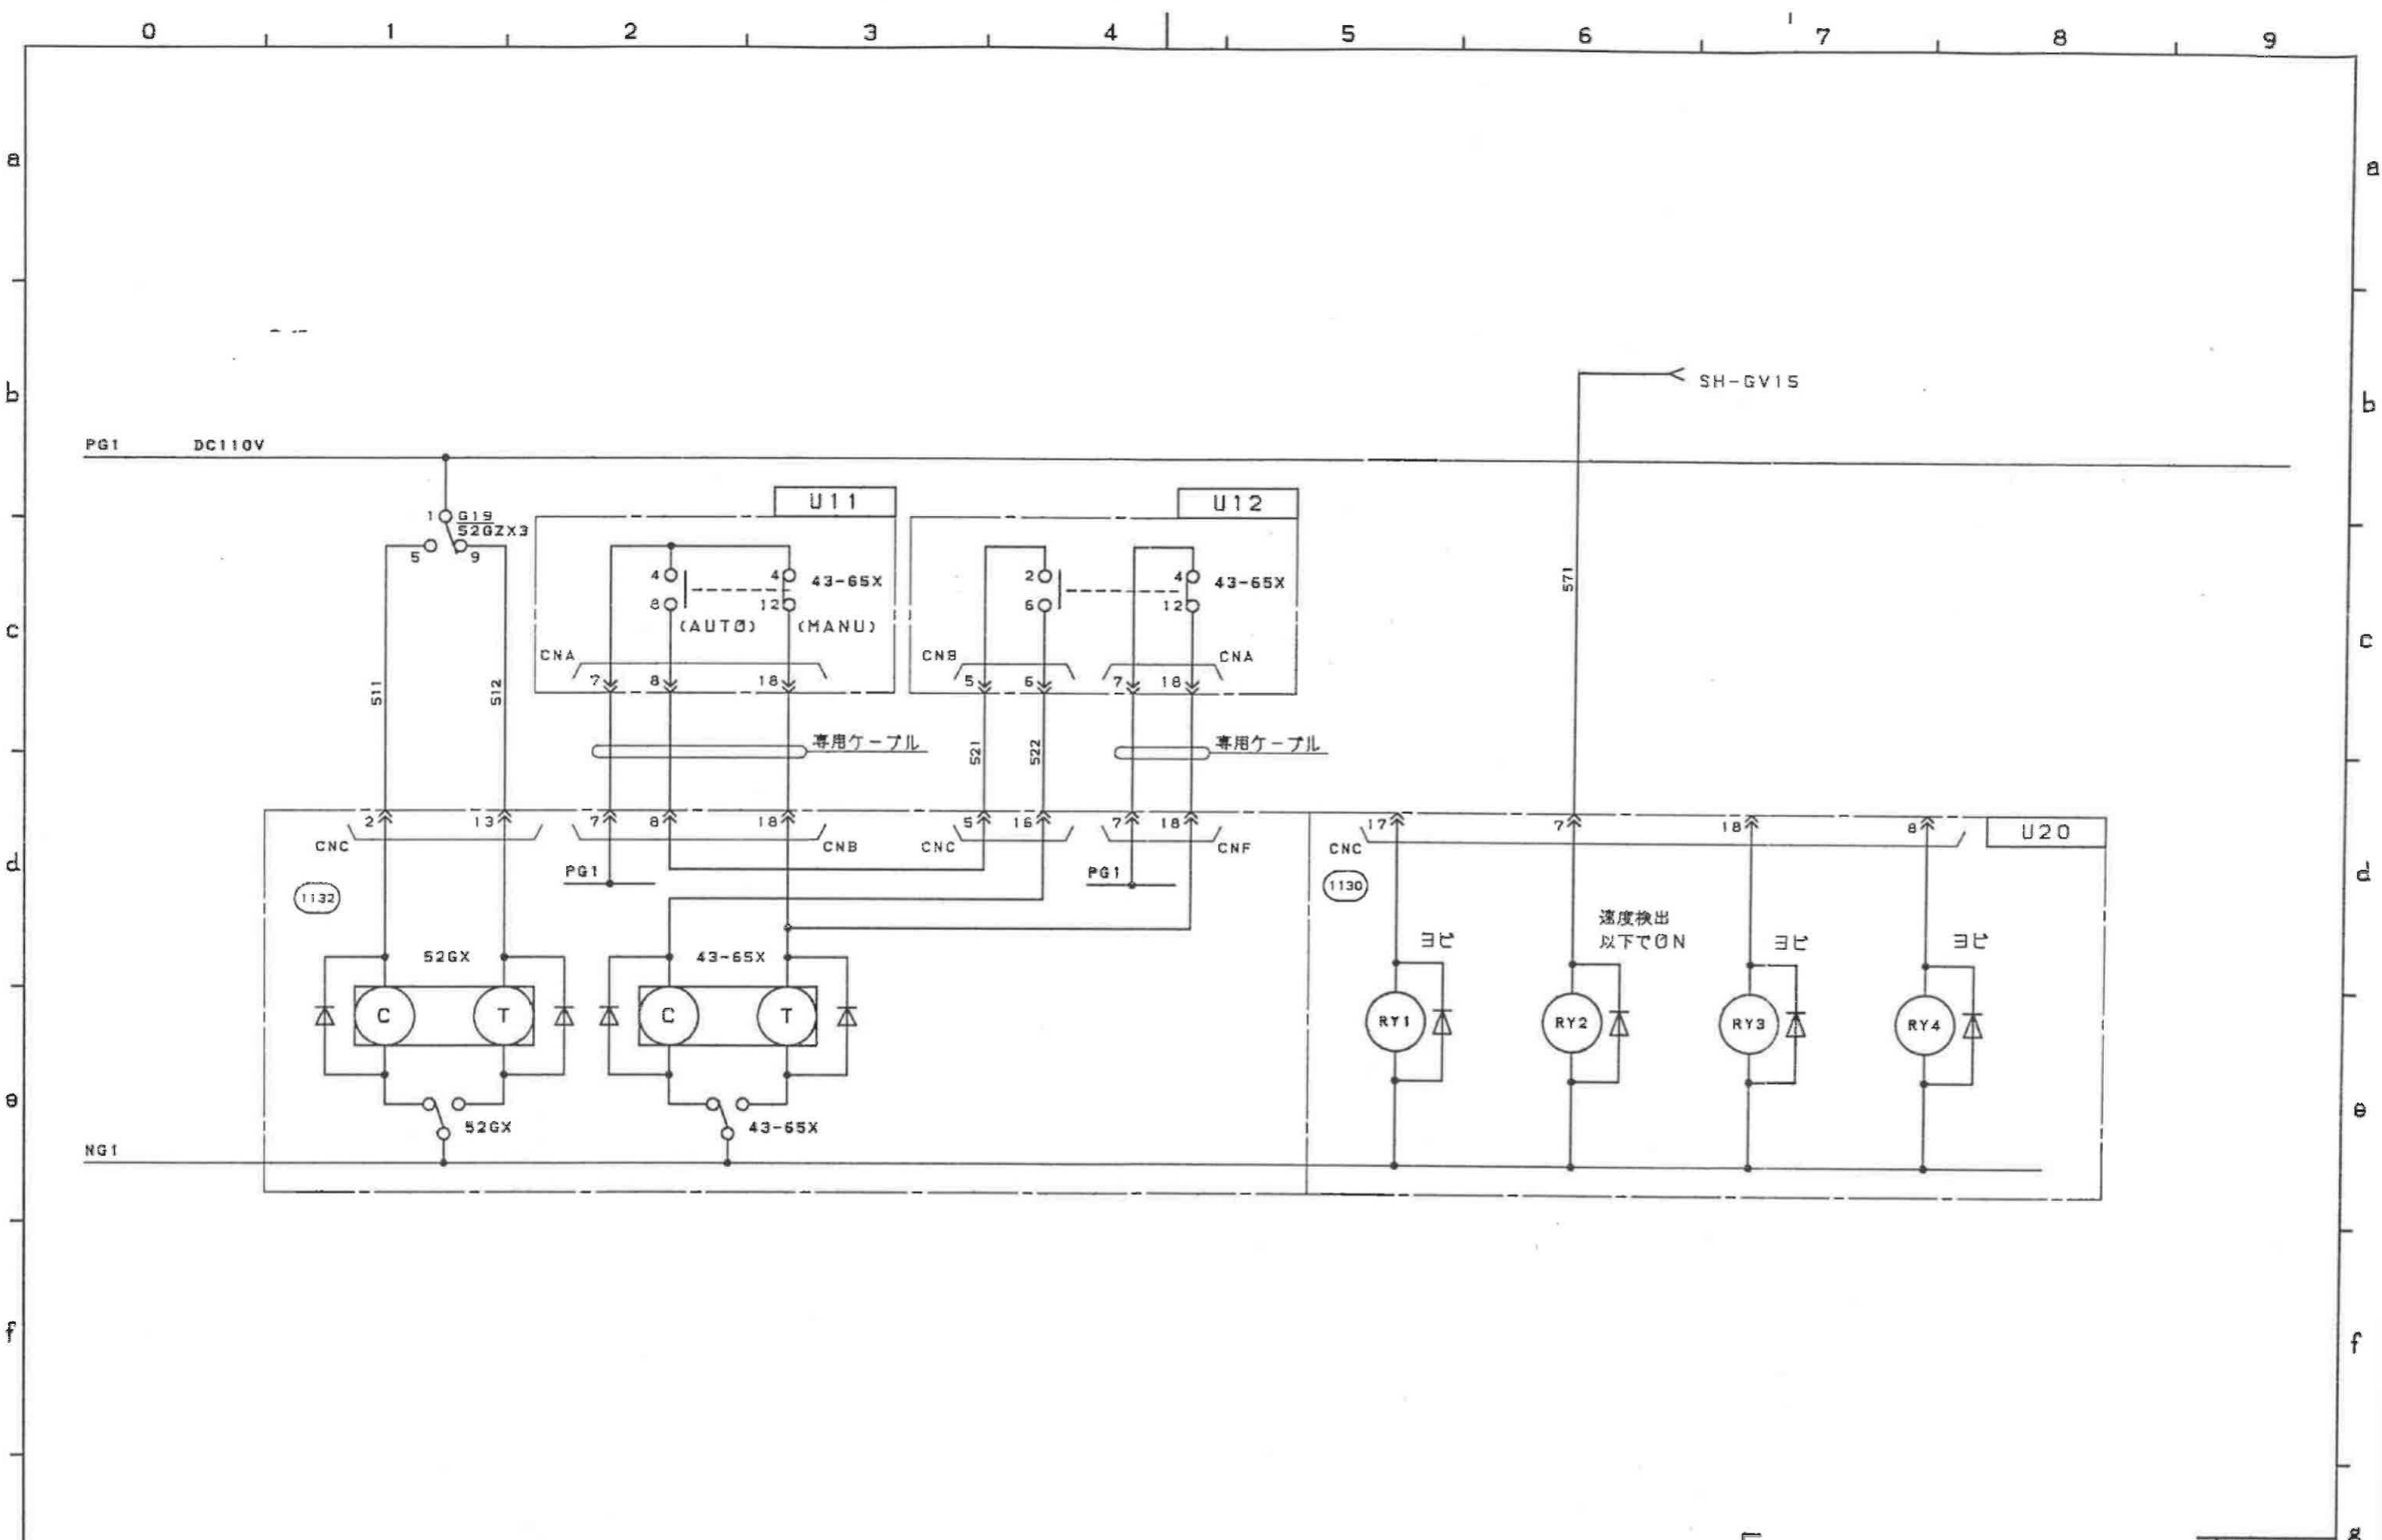 0 1 2 3 4 5 6 7 8 9
a a
b b
SH-GV15
PG1 DC110V
U11 U12
1 G19
52GZX3
5 9
4 4 43-65X 2 4 43-65X
8 12 6 12
(AUTO) (MANU)
571
c c
CNA CNB CNA
7 8 18 5 6 7 18
511 512
専用ケーブル 専用ケーブル
521 522
2 13 7 8 18 5 16 7 18 17 7 18 8 U20
CNC CNB CNC CNF CNC
d d
PG1 PG1
1132 1130
速度検出
以下でON
ヨビ ヨビ ヨビ
52GX 43-65X
C T C T RY1 RY2 RY3 RY4
e e
52GX 43-65X
NG1
f f
g